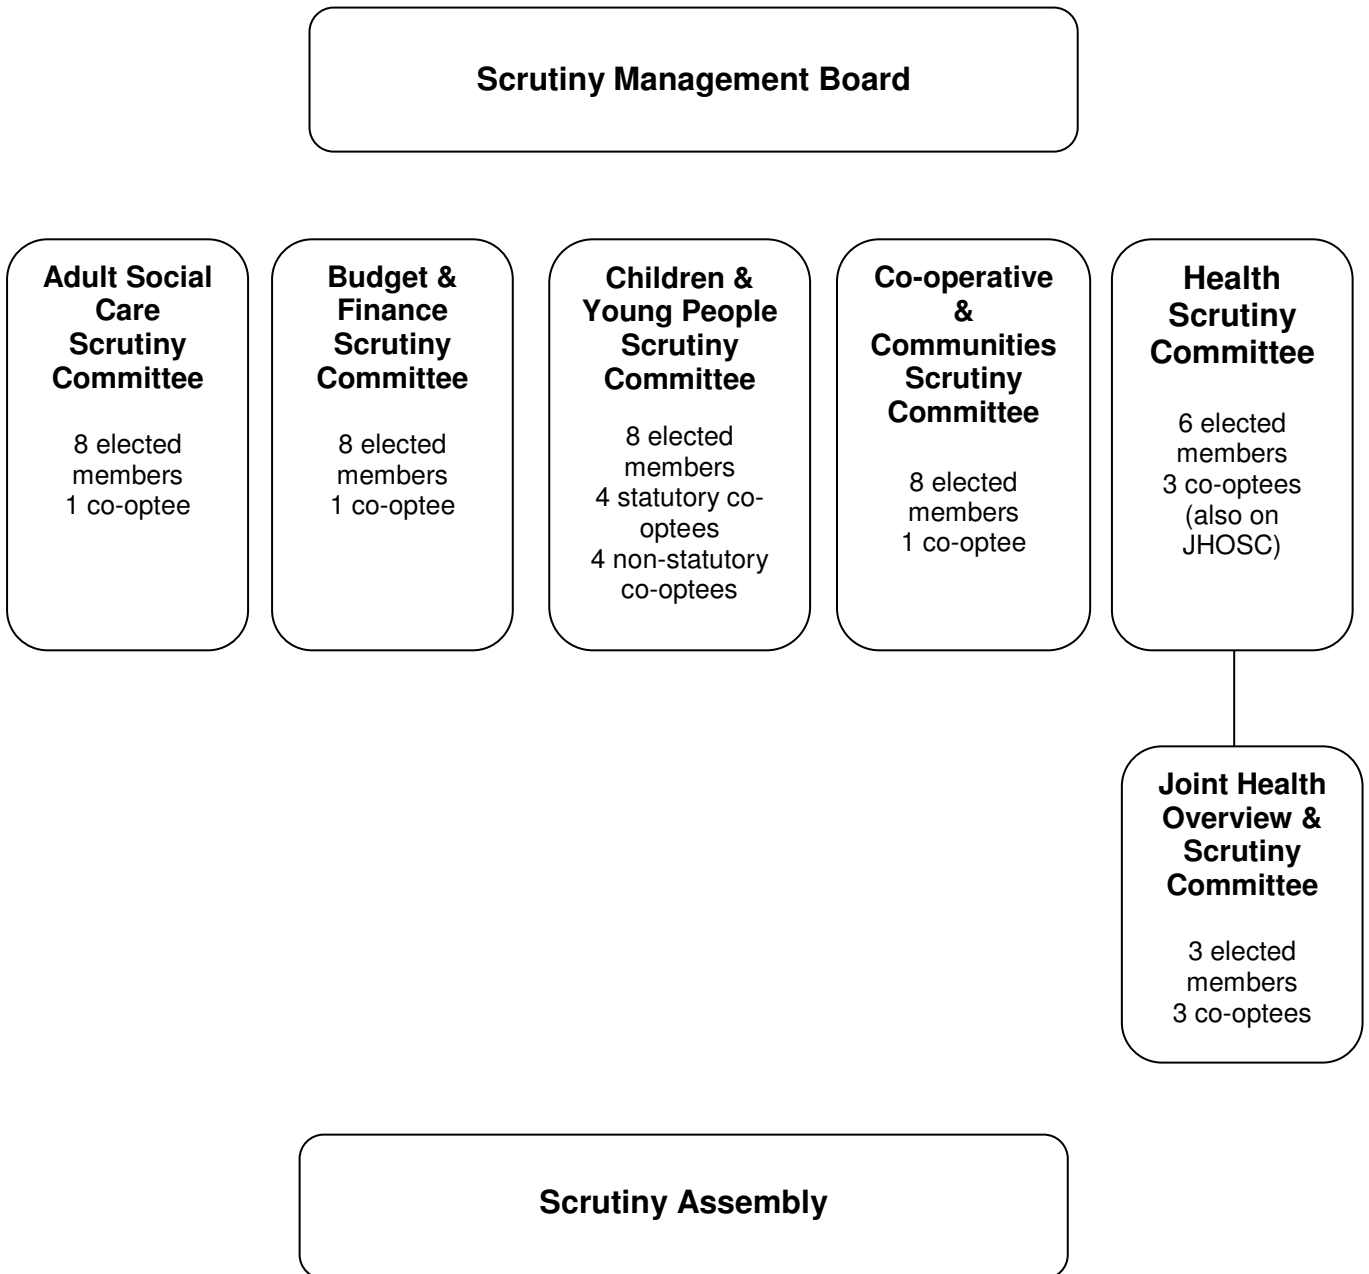 Scrutiny Management Board
Adult Social
Care
Scrutiny
Committee
8 elected
members
1 co-optee
Budget &
Finance
Scrutiny
Committee
8 elected
members
1 co-optee
Children &
Young People
Scrutiny
Committee
8 elected
members
4 statutory co-
optees
4 non-statutory
co-optees
Co-operative
&
Communities
Scrutiny
Committee
8 elected
members
1 co-optee
Health
Scrutiny
Committee
6 elected
members
3 co-optees
(also on
JHOSC)
Joint Health
Overview &
Scrutiny
Committee
3 elected
members
3 co-optees
Scrutiny Assembly